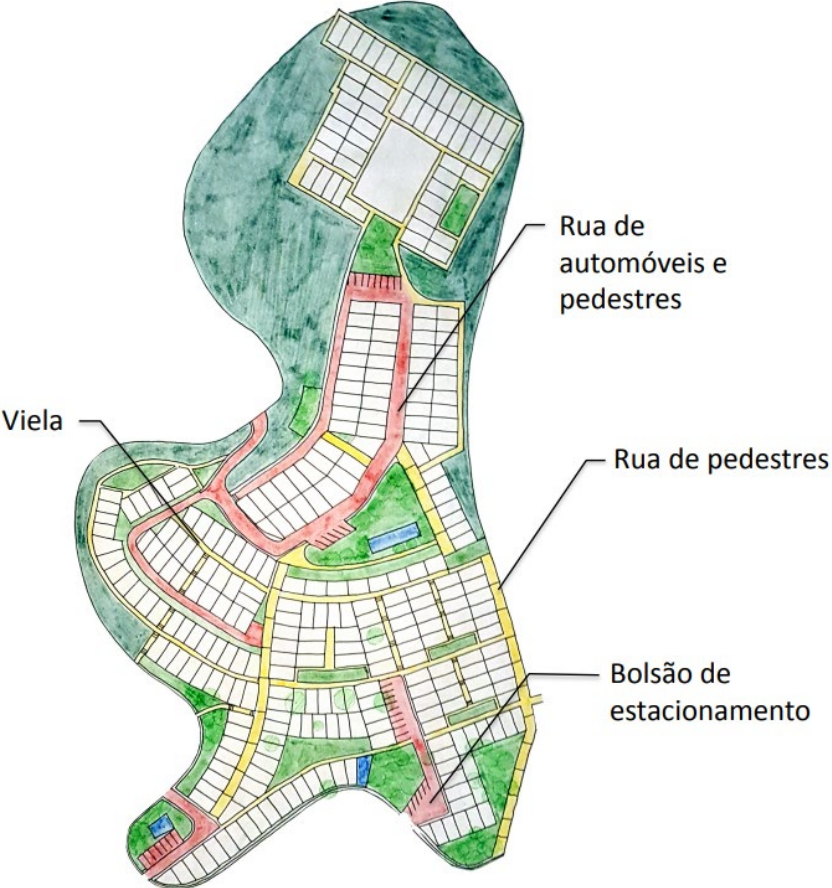 Rua de
automóveis e
pedestres
Viela
Rua de pedestres
Bolsão de
estacionamento